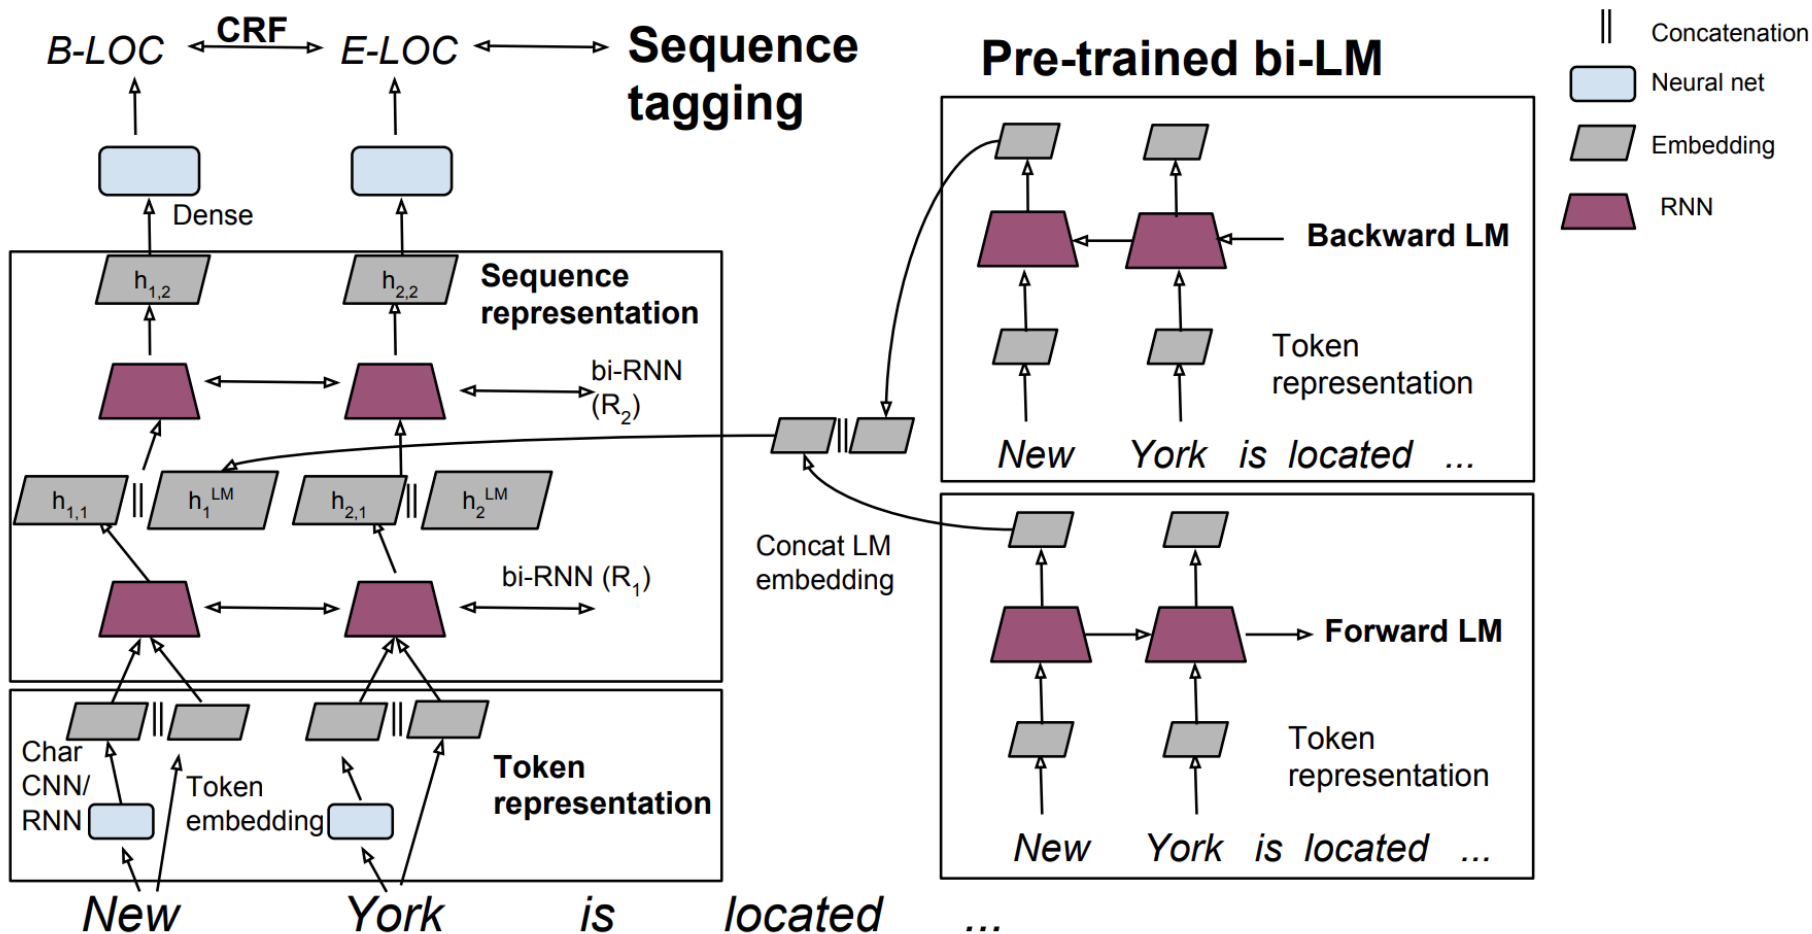 B-LOC CRF E-LOC Sequence
tagging
Dense
h1,2 h2,2 Sequence
representation
bi-RNN
(R2)
h1,1 || h1LM h2,1 || h2LM
bi-RNN (R1)
|| ||
Char
CNN/
RNN
Token
embedding
Token
representation
New York is located ...
||
Concat LM
embedding
Pre-trained bi-LM
Backward LM
Token
representation
New York is located ...
Forward LM
Token
representation
New York is located ...
|| Concatenation
Neural net
Embedding
RNN